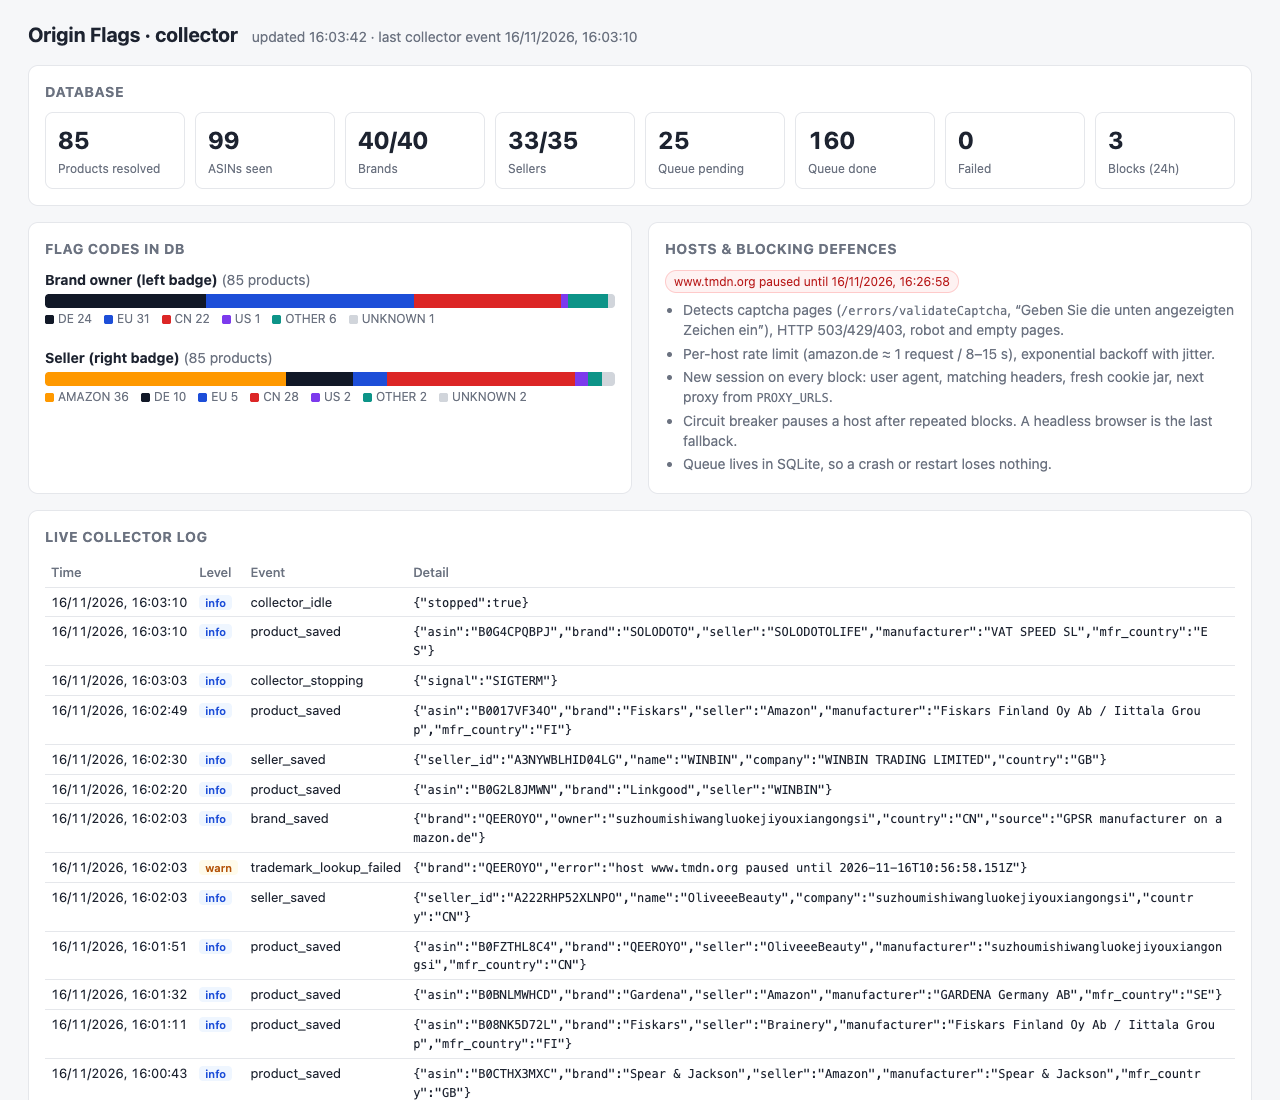 Origin Flags · collector updated 16:03:42 · last collector event 16/11/2026, 16:03:10
DATABASE
85
Products resolved
99
ASINs seen
40/40
Brands
33/35
Sellers
25
Queue pending
160
Queue done
0
Failed
3
Blocks (24h)
FLAG CODES IN DB
Brand owner (left badge) (85 products)
DE 24 EU 31 CN 22 US 1 OTHER 6 UNKNOWN 1
Seller (right badge) (85 products)
AMAZON 36 DE 10 EU 5 CN 28 US 2 OTHER 2 UNKNOWN 2
HOSTS & BLOCKING DEFENCES
www.tmdn.org paused until 16/11/2026, 16:26:58
• Detects captcha pages (/errors/validateCaptcha, “Geben Sie die unten angezeigten
Zeichen ein”), HTTP 503/429/403, robot and empty pages.
• Per-host rate limit (amazon.de ≈ 1 request / 8–15 s), exponential backoff with jitter.
• New session on every block: user agent, matching headers, fresh cookie jar, next
proxy from PROXY_URLS.
• Circuit breaker pauses a host after repeated blocks. A headless browser is the last
fallback.
• Queue lives in SQLite, so a crash or restart loses nothing.
LIVE COLLECTOR LOG
Time Level Event Detail
16/11/2026, 16:03:10 info collector_idle {"stopped":true}
16/11/2026, 16:03:10 info product_saved {"asin":"B0G4CPQBPJ","brand":"SOLODOTO","seller":"SOLODOTOLIFE","manufacturer":"VAT SPEED SL","mfr_country":"E
S"}
16/11/2026, 16:03:03 info collector_stopping {"signal":"SIGTERM"}
16/11/2026, 16:02:49 info product_saved {"asin":"B0017VF34O","brand":"Fiskars","seller":"Amazon","manufacturer":"Fiskars Finland Oy Ab / Iittala Grou
p","mfr_country":"FI"}
16/11/2026, 16:02:30 info seller_saved {"seller_id":"A3NYWBLHID04LG","name":"WINBIN","company":"WINBIN TRADING LIMITED","country":"GB"}
16/11/2026, 16:02:20 info product_saved {"asin":"B0G2L8JMWN","brand":"Linkgood","seller":"WINBIN"}
16/11/2026, 16:02:03 info brand_saved {"brand":"QEEROYO","owner":"suzhoumishiwangluokejiyouxiangongsi","country":"CN","source":"GPSR manufacturer on a
mazon.de"}
16/11/2026, 16:02:03 warn trademark_lookup_failed {"brand":"QEEROYO","error":"host www.tmdn.org paused until 2026-11-16T10:56:58.151Z"}
16/11/2026, 16:02:03 info seller_saved {"seller_id":"A222RHP52XLNPO","name":"OliveeeBeauty","company":"suzhoumishiwangluokejiyouxiangongsi","countr
y":"CN"}
16/11/2026, 16:01:51 info product_saved {"asin":"B0FZTHL8C4","brand":"QEEROYO","seller":"OliveeeBeauty","manufacturer":"suzhoumishiwangluokejiyouxiangon
gsi","mfr_country":"CN"}
16/11/2026, 16:01:32 info product_saved {"asin":"B0BNLMWHCD","brand":"Gardena","seller":"Amazon","manufacturer":"GARDENA Germany AB","mfr_country":"SE"}
16/11/2026, 16:01:11 info product_saved {"asin":"B08NK5D72L","brand":"Fiskars","seller":"Brainery","manufacturer":"Fiskars Finland Oy Ab / Iittala Grou
p","mfr_country":"FI"}
16/11/2026, 16:00:43 info product_saved {"asin":"B0CTHX3MXC","brand":"Spear & Jackson","seller":"Amazon","manufacturer":"Spear & Jackson","mfr_countr
y":"GB"}